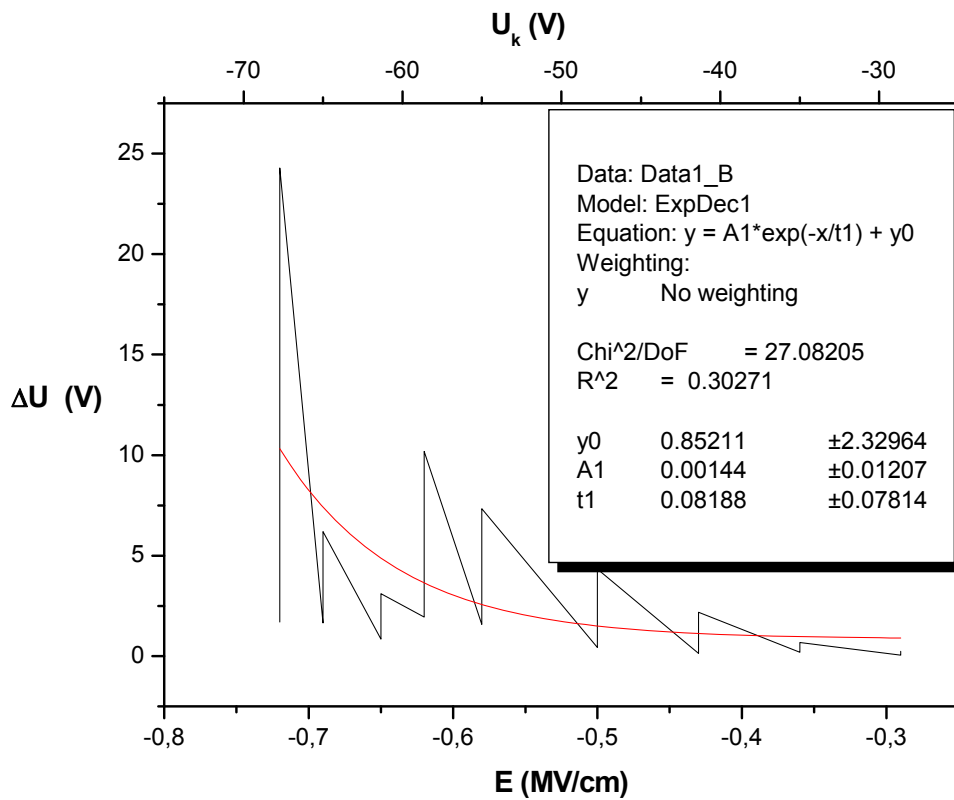 U_k (V)
-70 -60 -50 -40 -30
25
20
15
10
5
0
ΔU (V)
Data: Data1_B
Model: ExpDec1
Equation: y = A1*exp(-x/t1) + y0
Weighting:
y No weighting
Chi^2/DoF = 27.08205
R^2 = 0.30271
y0 0.85211 ±2.32964
A1 0.00144 ±0.01207
t1 0.08188 ±0.07814
-0,8 -0,7 -0,6 -0,5 -0,4 -0,3
E (MV/cm)